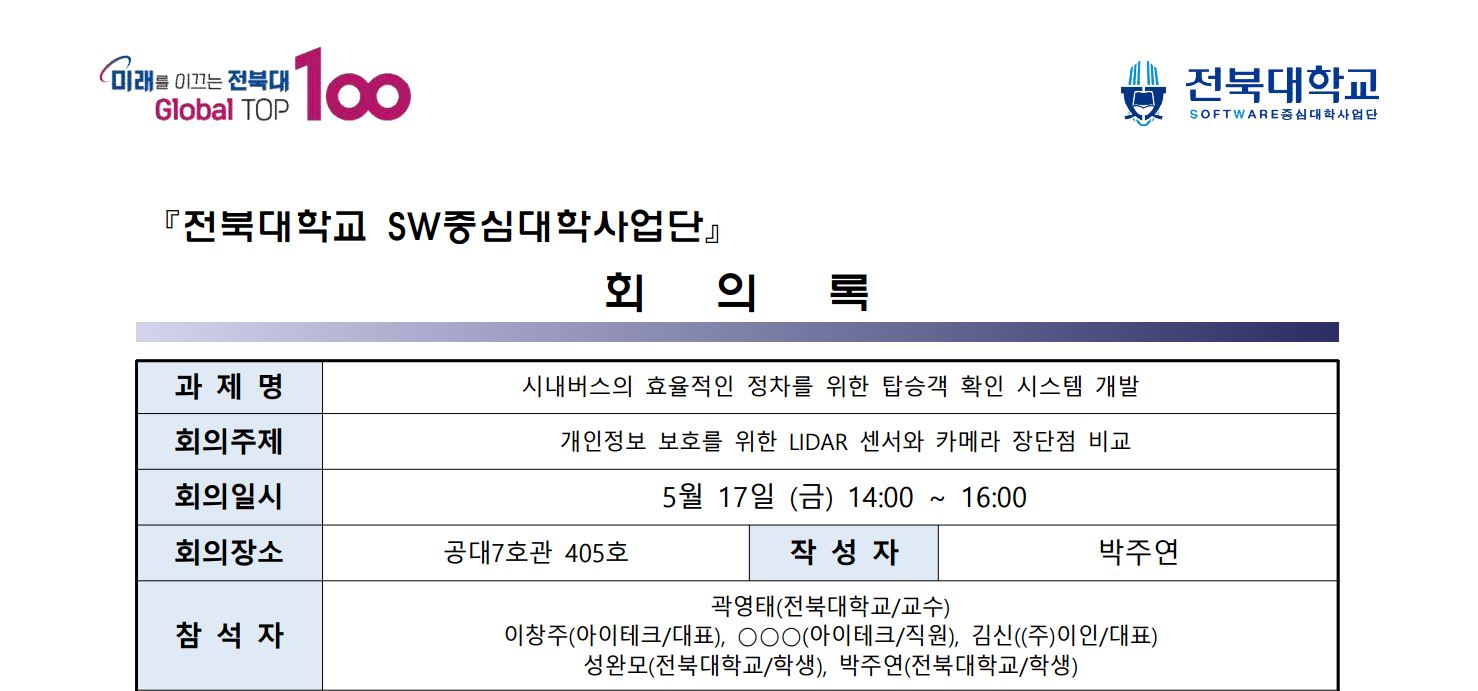 미래를 이끄는 전북대
Global TOP 100
전북대학교
SOFTWARE중심대학사업단
『전북대학교 SW중심대학사업단』
회 의 록
과 제 명 시내버스의 효율적인 정차를 위한 탑승객 확인 시스템 개발
회의주제 개인정보 보호를 위한 LIDAR 센서와 카메라 장단점 비교
회의일시 5월 17일 (금) 14:00 ~ 16:00
회의장소 공대7호관 405호 작 성 자 박주연
참 석 자
곽영태(전북대학교/교수)
이창주(아이테크/대표), ○○○(아이테크/직원), 김신((주)이인/대표)
성완모(전북대학교/학생), 박주연(전북대학교/학생)